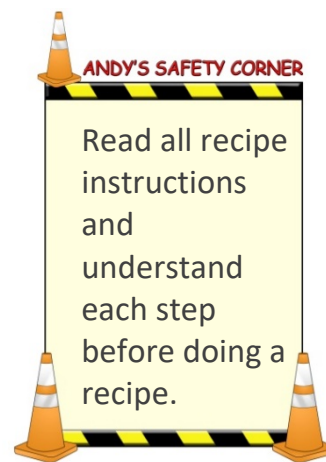 ANDY'S SAFETY CORNER
Read all recipe
instructions
and
understand
each step
before doing a
recipe.